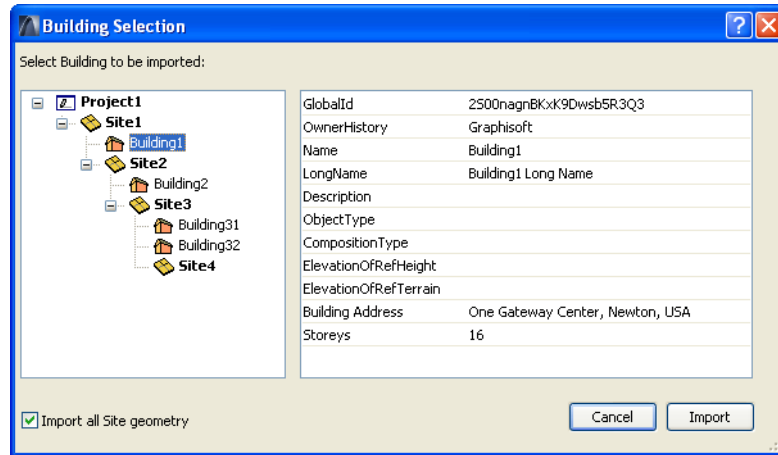 Building Selection
Select Building to be imported:
Project1
Site1
Building1
Site2
Building2
Site3
Building31
Building32
Site4
GlobalId 2S00nagnBKxK9Dwsb5R3Q3
OwnerHistory Graphisoft
Name Building1
LongName Building1 Long Name
Description
ObjectType
CompositionType
ElevationOfRefHeight
ElevationOfRefTerrain
Building Address One Gateway Center, Newton, USA
Storeys 16
Import all Site geometry
Cancel Import